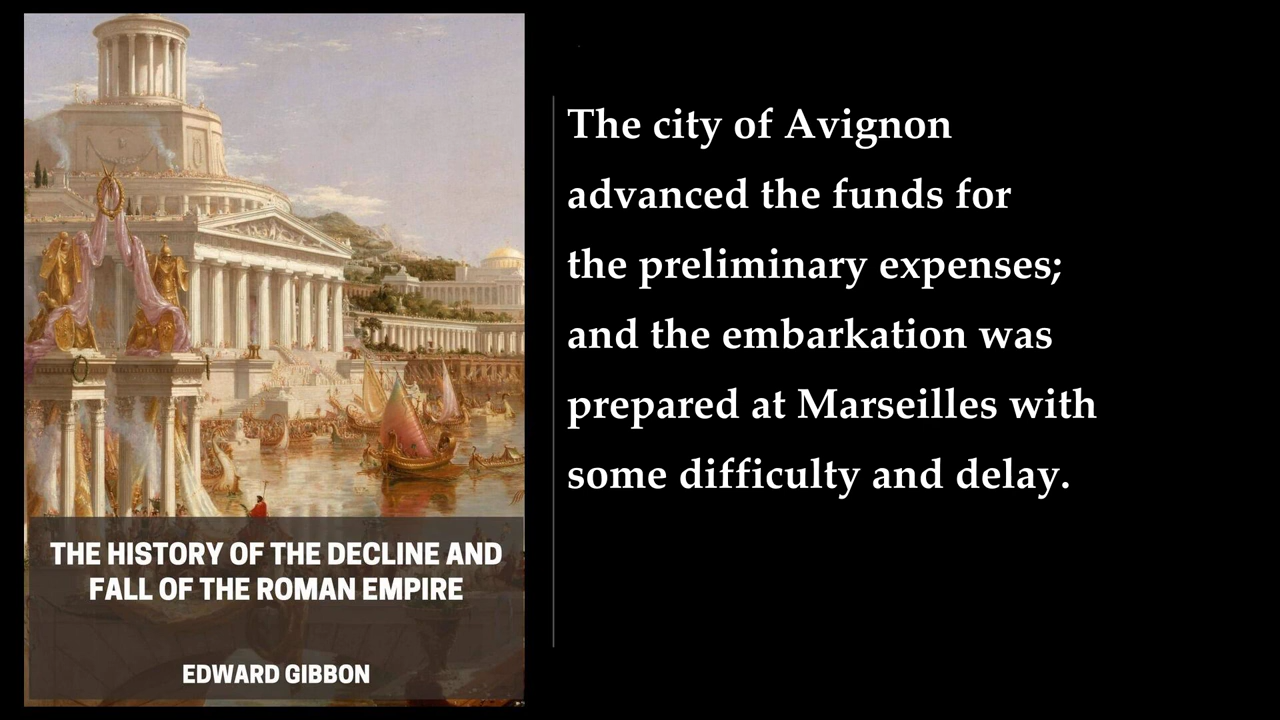 The city of Avignon
advanced the funds for
the preliminary expenses;
and the embarkation was
prepared at Marseilles with
some difficulty and delay.
THE HISTORY OF THE DECLINE AND
FALL OF THE ROMAN EMPIRE
EDWARD GIBBON